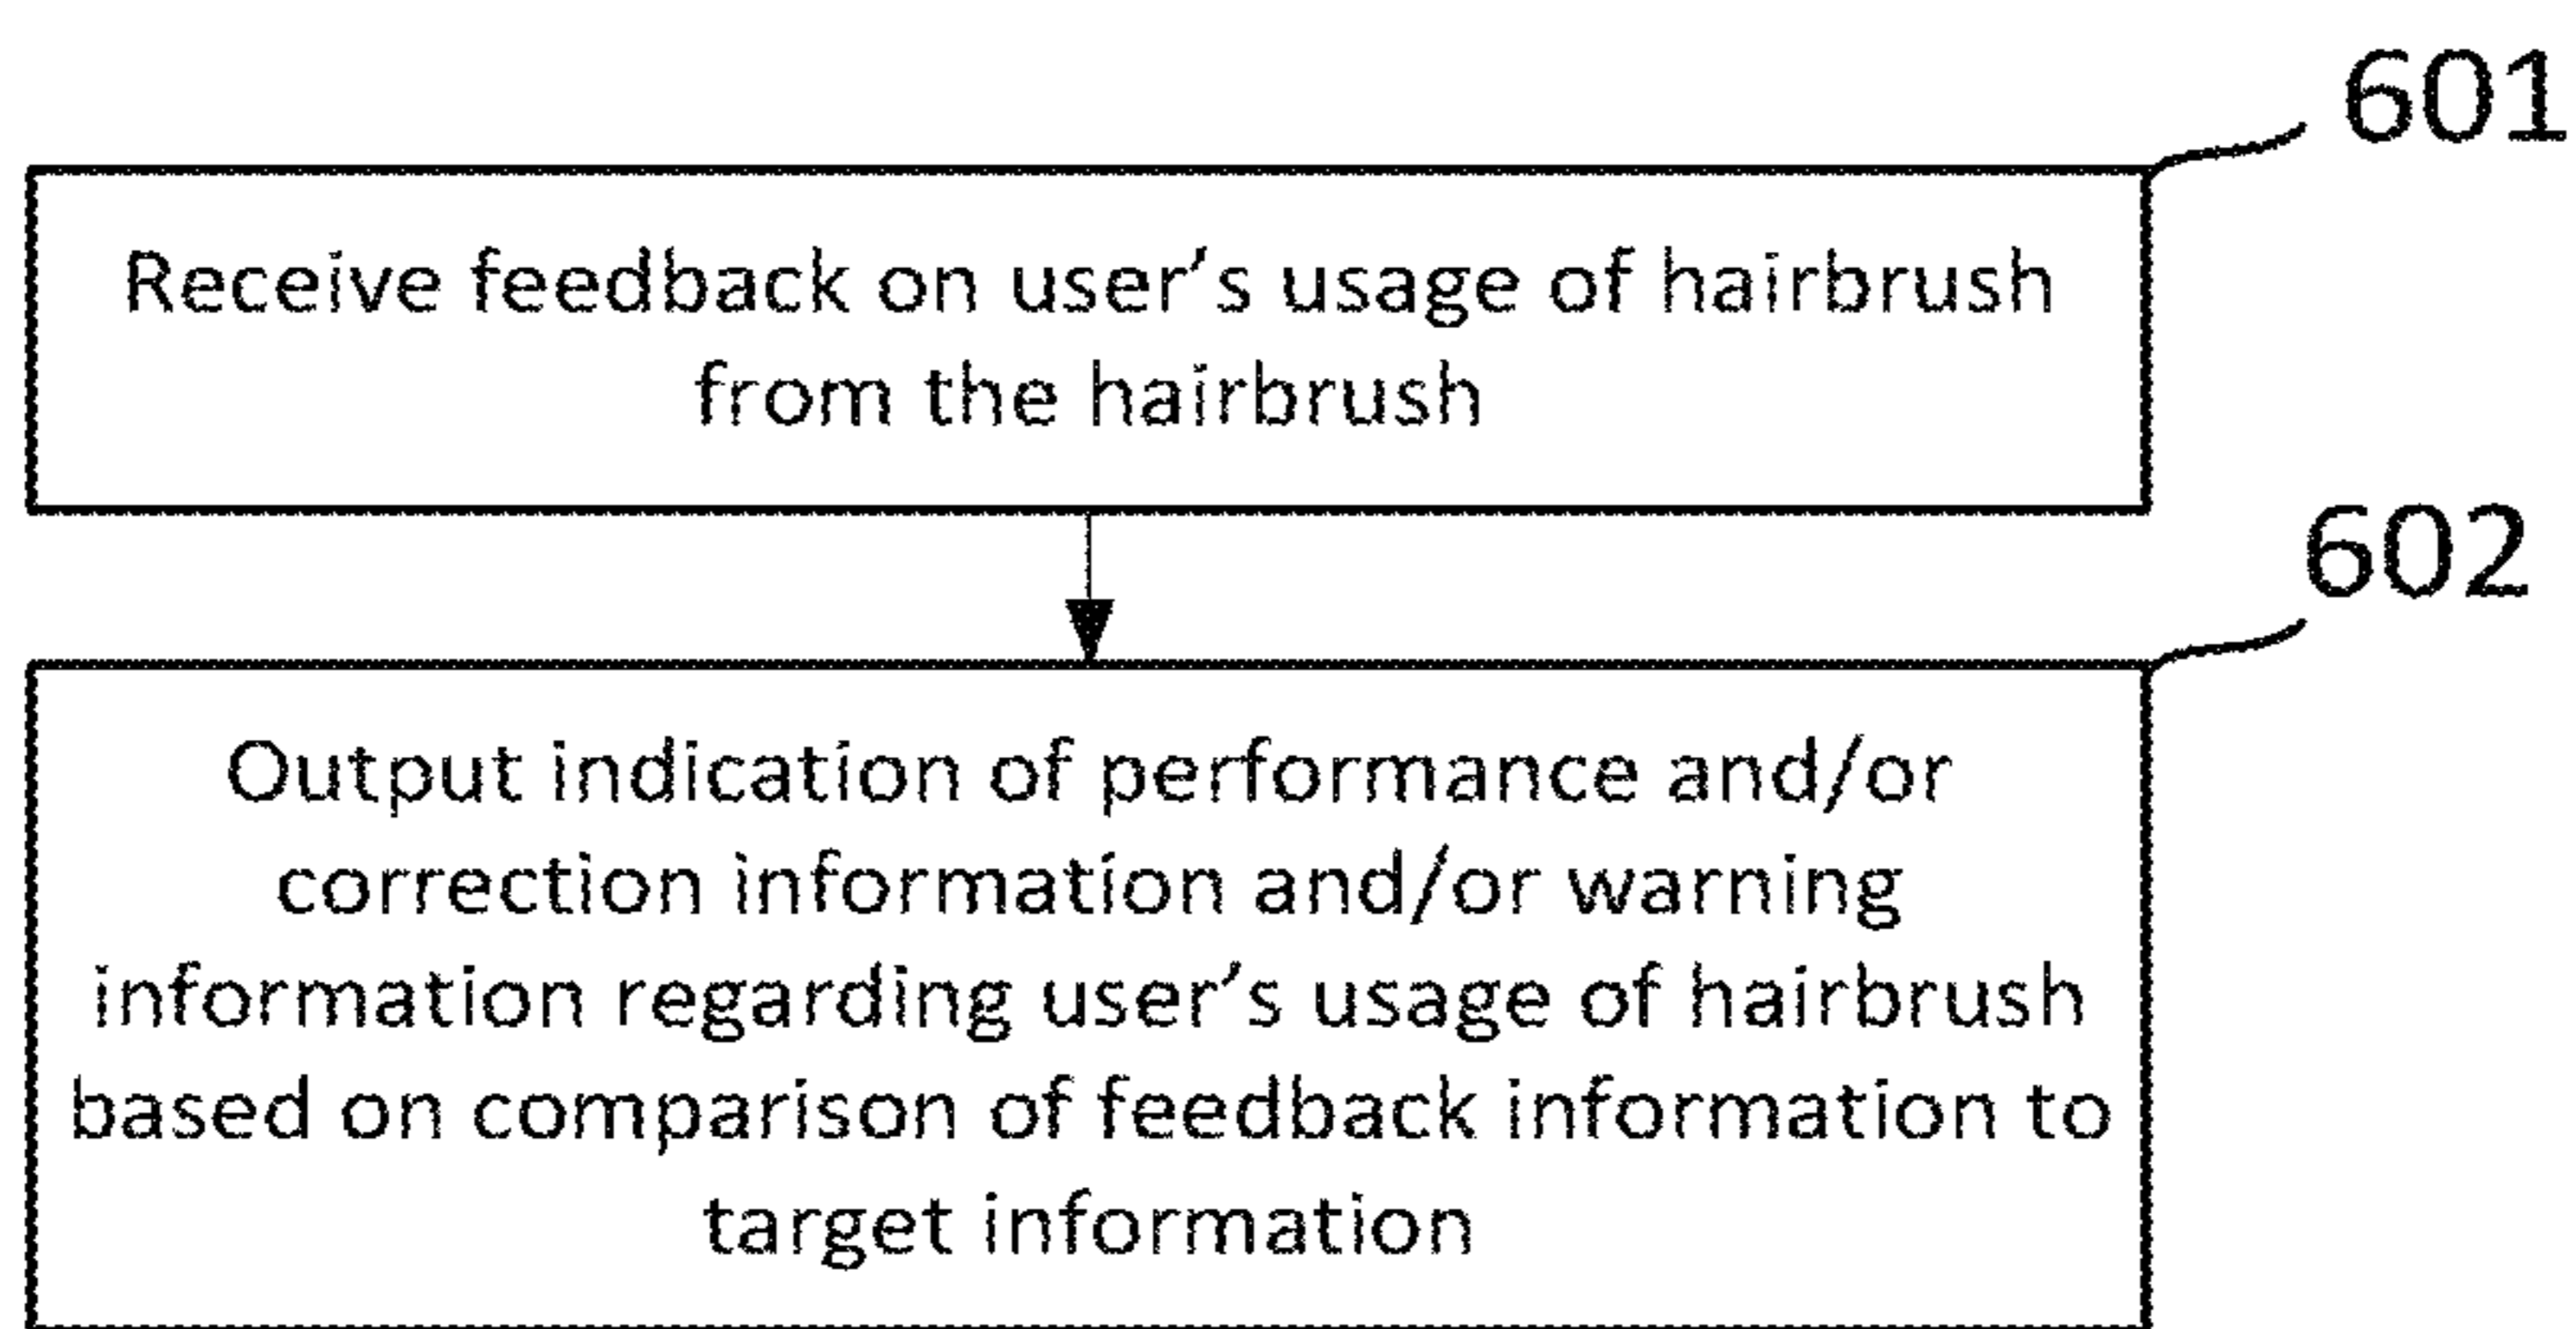 601
Receive feedback on user’s usage of hairbrush
from the hairbrush
602
Output indication of performance and/or
correction information and/or warning
information regarding user’s usage of hairbrush
based on comparison of feedback information to
target information